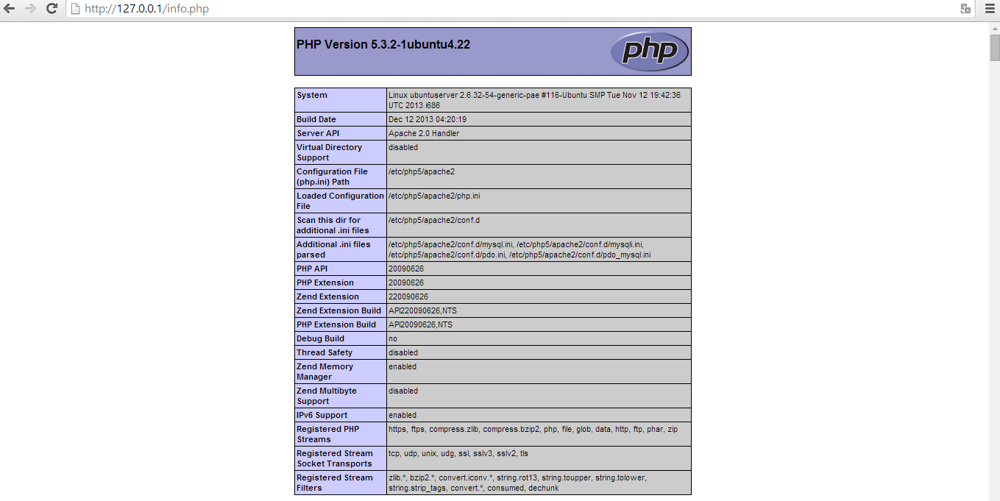 http://127.0.0.1/info.php
PHP Version 5.3.2-1ubuntu4.22
php
System
Linux ubuntuserver 2.6.32-54-generic-pae #116-Ubuntu SMP Tue Nov 12 19:42:36
UTC 2013 i686
Build Date
Dec 12 2013 04:20:19
Server API
Apache 2.0 Handler
Virtual Directory
Support
disabled
Configuration File
(php.ini) Path
/etc/php5/apache2
Loaded Configuration
File
/etc/php5/apache2/php.ini
Scan this dir for
additional .ini files
/etc/php5/apache2/conf.d
Additional .ini files
parsed
/etc/php5/apache2/conf.d/mysql.ini, /etc/php5/apache2/conf.d/mysqli.ini,
/etc/php5/apache2/conf.d/pdo.ini, /etc/php5/apache2/conf.d/pdo_mysql.ini
PHP API
20090626
PHP Extension
20090626
Zend Extension
220090626
Zend Extension Build
API220090626,NTS
PHP Extension Build
API20090626,NTS
Debug Build
no
Thread Safety
disabled
Zend Memory
Manager
enabled
Zend Multibyte
Support
disabled
IPv6 Support
enabled
Registered PHP
Streams
https, ftps, compress.zlib, compress.bzip2, php, file, glob, data, http, ftp, phar, zip
Registered Stream
Socket Transports
tcp, udp, unix, udg, ssl, sslv3, sslv2, tls
Registered Stream
Filters
zlib.*, bzip2.*, convert.iconv.*, string.rot13, string.toupper, string.tolower,
string.strip_tags, convert.*, consumed, dechunk